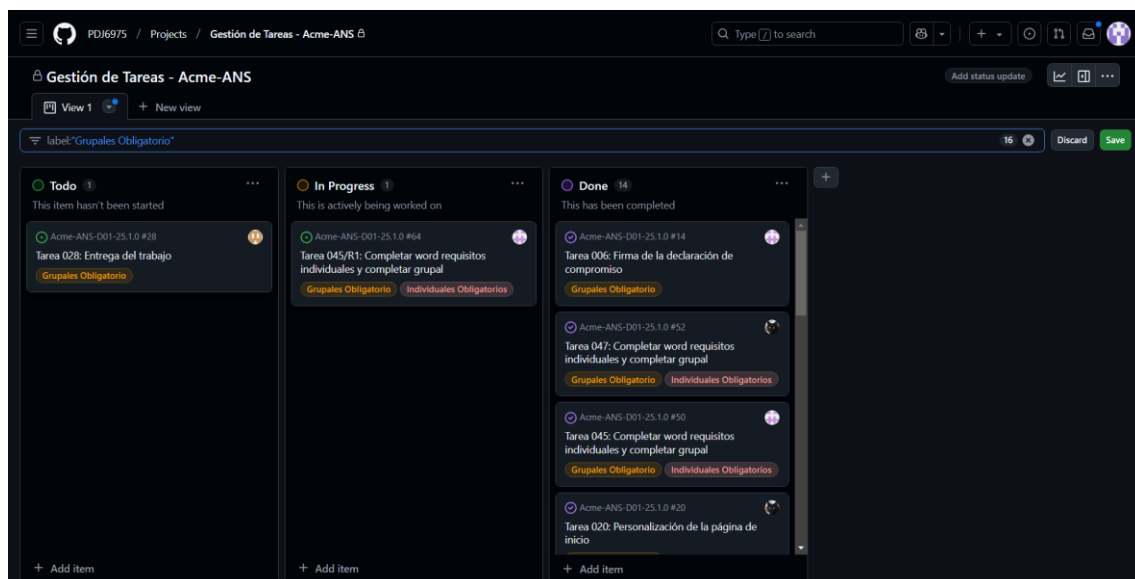 PDJ6975 / Projects / Gestión de Tareas - Acme-ANS
Type / to search
Gestión de Tareas - Acme-ANS
Add status update
View 1
+ New view
label:"Grupales Obligatorio"
16
Discard
Save
Todo 1
This item hasn't been started
Acme-ANS-D01-25.1.0 #28
Tarea 028: Entrega del trabajo
Grupales Obligatorio
+ Add item
In Progress 1
This is actively being worked on
Acme-ANS-D01-25.1.0 #64
Tarea 045/R1: Completar word requisitos
individuales y completar grupal
Grupales Obligatorio Individuales Obligatorios
+ Add item
Done 14
This has been completed
Acme-ANS-D01-25.1.0 #14
Tarea 006: Firma de la declaración de
compromiso
Grupales Obligatorio
Acme-ANS-D01-25.1.0 #52
Tarea 047: Completar word requisitos
individuales y completar grupal
Grupales Obligatorio Individuales Obligatorios
Acme-ANS-D01-25.1.0 #50
Tarea 045: Completar word requisitos
individuales y completar grupal
Grupales Obligatorio Individuales Obligatorios
Acme-ANS-D01-25.1.0 #20
Tarea 020: Personalización de la página de
inicio
+ Add item